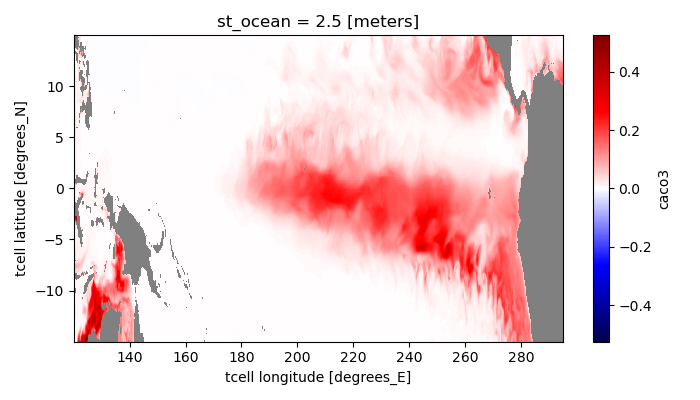 st_ocean = 2.5 [meters]
tcell latitude [degrees_N]
10
5
0
−5
−10
140 160 180 200 220 240 260 280
tcell longitude [degrees_E]
0.4
0.2
0.0
−0.2
−0.4
caco3